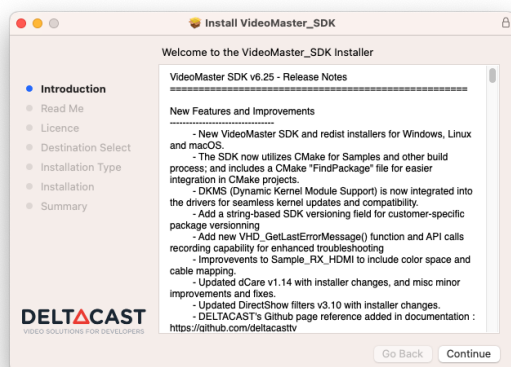 Install VideoMaster_SDK
Welcome to the VideoMaster_SDK Installer
Introduction
Read Me
Licence
Destination Select
Installation Type
Installation
Summary
VideoMaster SDK v6.25 - Release Notes
=======================================================
New Features and Improvements
--------------------------------
- New VideoMaster SDK and redist installers for Windows, Linux
and macOS.
- The SDK now utilizes CMake for Samples and other build
process; and includes a CMake "FindPackage" file for easier
integration in CMake projects.
- DKMS (Dynamic Kernel Module Support) is now integrated into
the drivers for seamless kernel updates and compatibility.
- Add a string-based SDK versioning field for customer-specific
package versionning
- Add new VHD_GetLastErrorMessage() function and API calls
recording capability for enhanced troubleshooting
- Improvevents to Sample_RX_HDMI to include color space and
cable mapping.
- Updated dCare v1.14 with installer changes, and misc minor
improvements and fixes.
- Updated DirectShow filters v3.10 with installer changes.
- DELTACAST's Github page reference added in documentation :
https://github.com/deltacasttv
DELTACAST
VIDEO SOLUTIONS FOR DEVELOPERS
Go Back
Continue